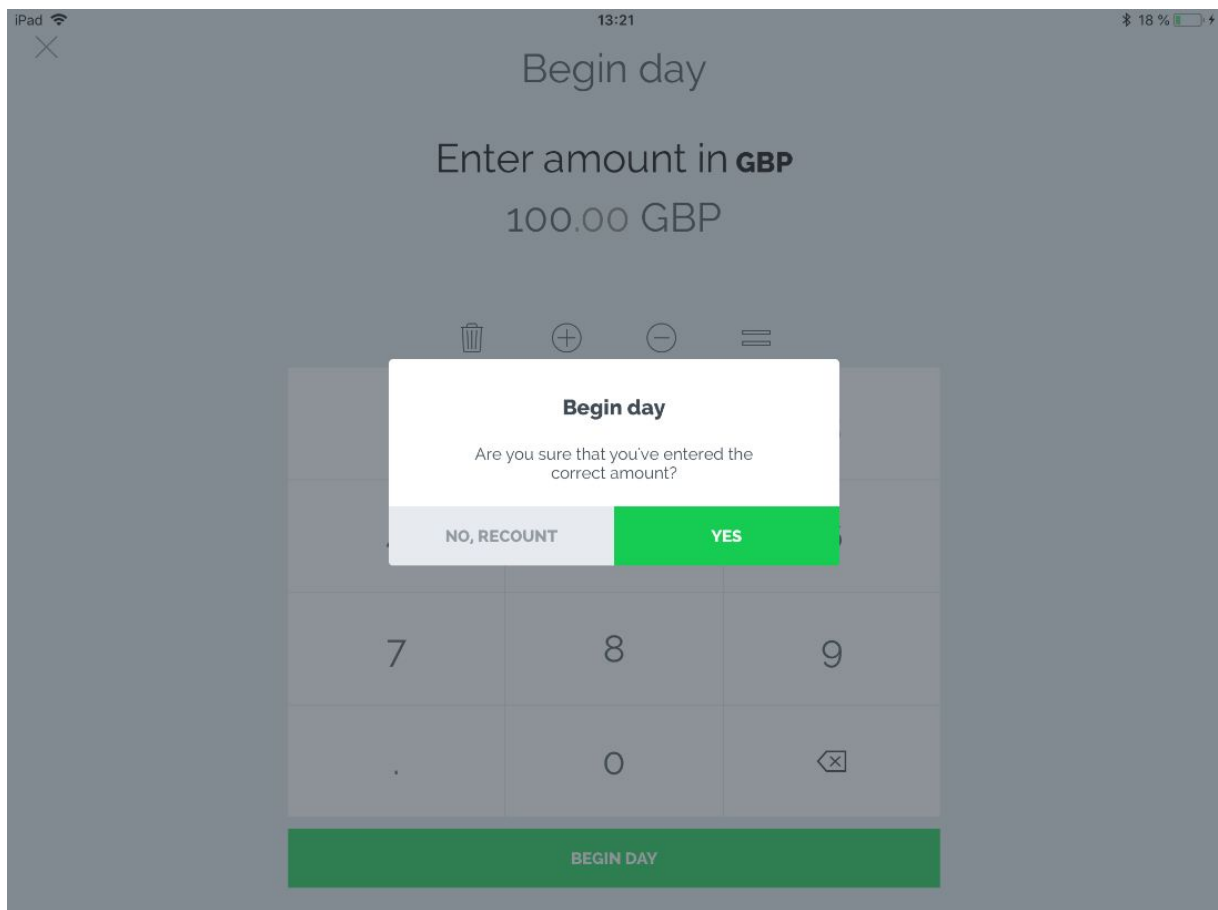 iPad 13:21 18 %
Begin day
Enter amount in GBP
100.00 GBP
Begin day
Are you sure that you've entered the
correct amount?
NO, RECOUNT YES
7 8 9
. 0
BEGIN DAY